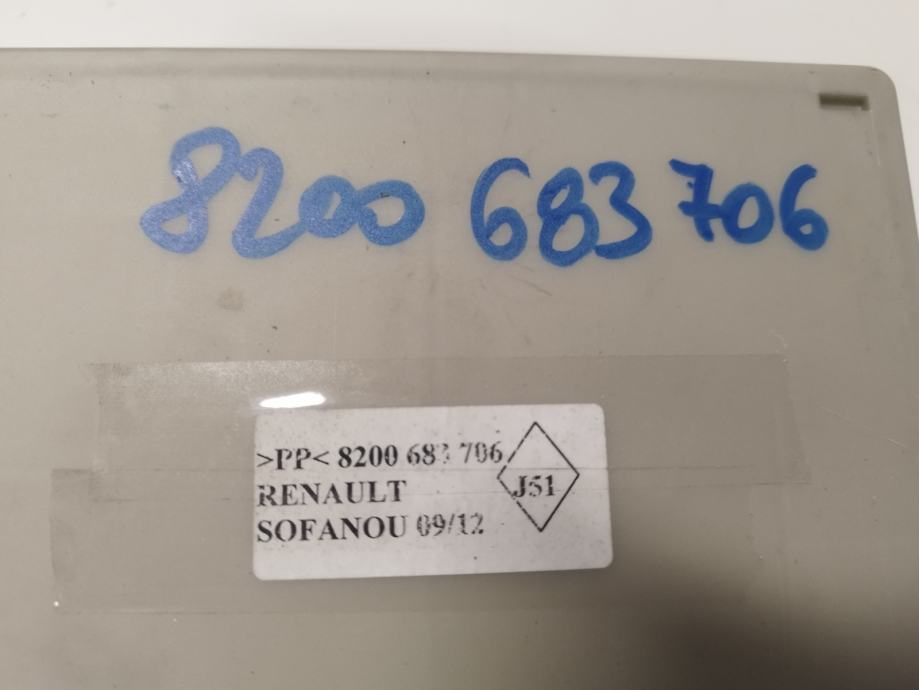 8200 683 706
>PP< 8200 683 706
J51
RENAULT
SOFANOU 09/12